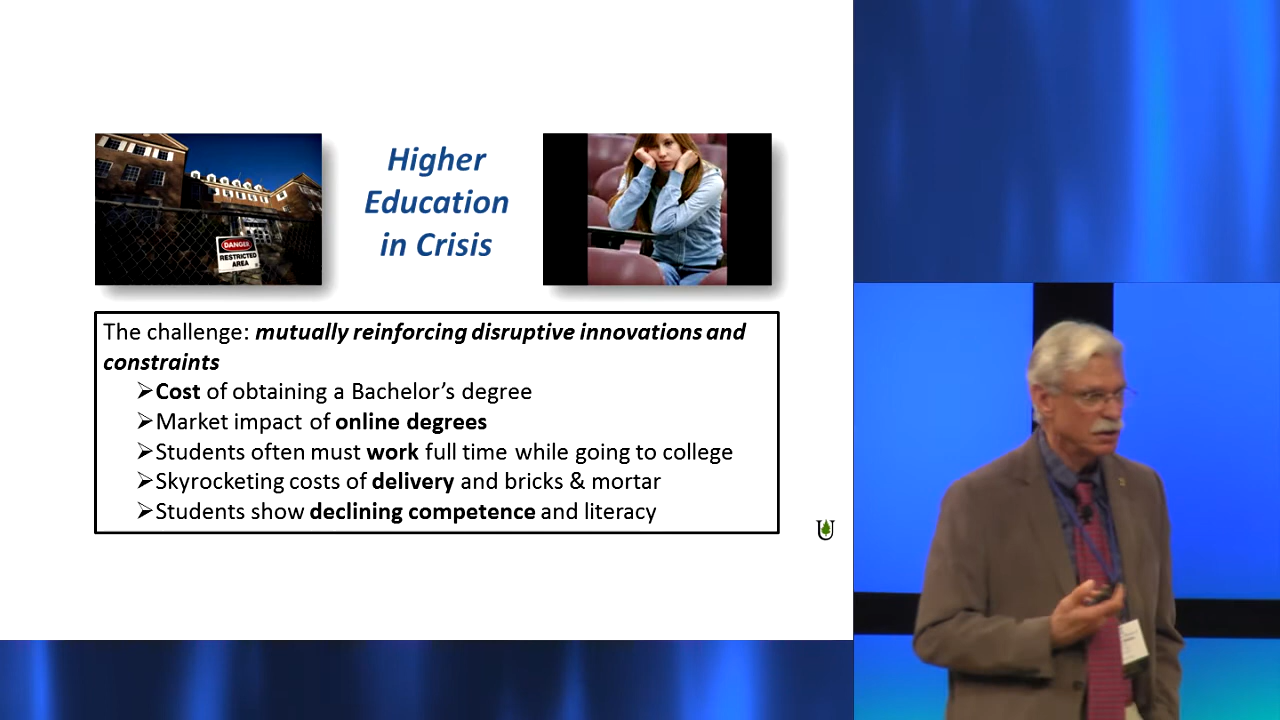 Higher
Education
in Crisis
DANGER
RESTRICTED
AREA
The challenge: mutually reinforcing disruptive innovations and
constraints
➢Cost of obtaining a Bachelor’s degree
➢Market impact of online degrees
➢Students often must work full time while going to college
➢Skyrocketing costs of delivery and bricks & mortar
➢Students show declining competence and literacy
U